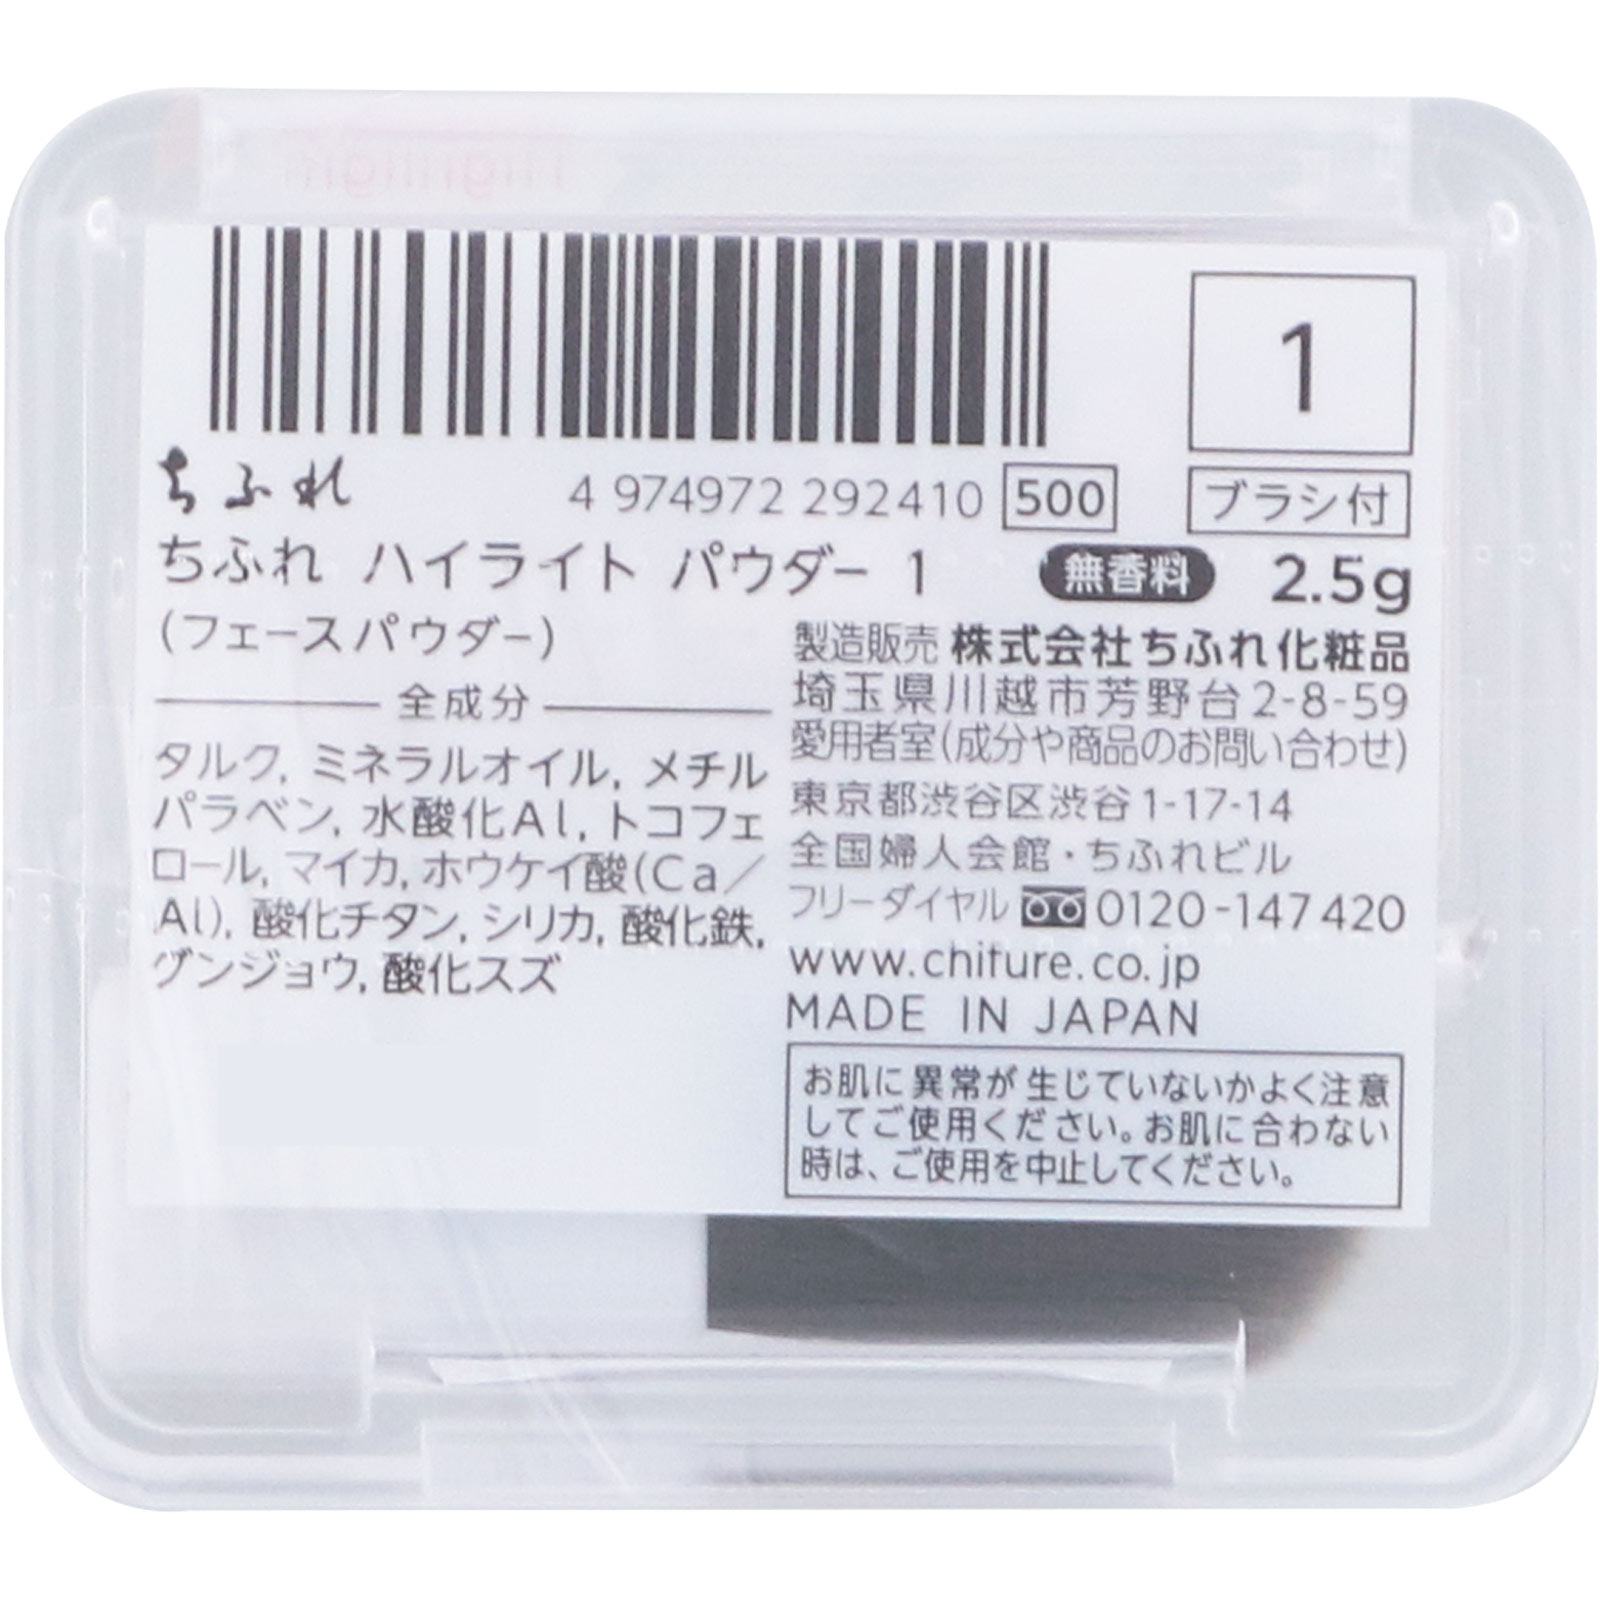 Highlight
1
ちふれ
4 974972 292410 500
ブラシ付
ちふれ ハイライト パウダー 1
無香料 2.5g
(フェースパウダー)
全成分
タルク, ミネラルオイル, メチル
パラベン, 水酸化Al, トコフェ
ロール, マイカ, ホウケイ酸(Ca/
Al), 酸化チタン, シリカ, 酸化鉄,
グンジョウ, 酸化スズ
製造販売 株式会社ちふれ化粧品
埼玉県川越市芳野台2-8-59
愛用者室(成分や商品のお問い合わせ)
東京都渋谷区渋谷1-17-14
全国婦人会館・ちふれビル
フリーダイヤル 0120-147420
www.chifure.co.jp
MADE IN JAPAN
お肌に異常が生じていないかよく注意
してご使用ください。お肌に合わない
時は、ご使用を中止してください。